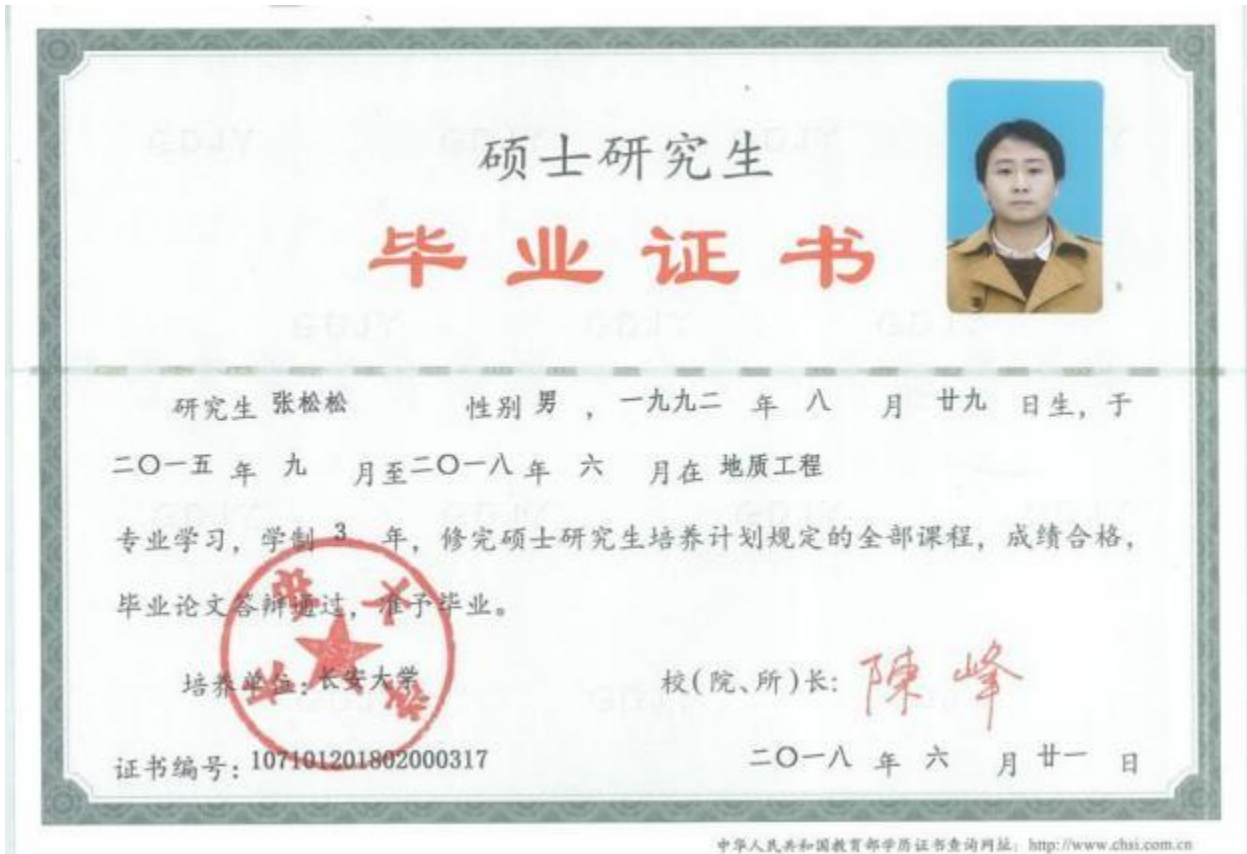 硕士研究生
毕业证书
研究生 张松松 性别 男 ，一九九二 年 八 月 廿九 日生，于
二〇一五 年 九 月至二〇一八 年 六 月在 地质工程
专业学习，学制 3 年，修完硕士研究生培养计划规定的全部课程，成绩合格，
毕业论文答辩通过，准予毕业。
培养单位：长安大学
校(院、所)长: 陳峰
证书编号：107101201802000317
二〇一八 年 六 月 廿一 日
长安大学
中华人民共和国教育部学历证书查询网址：http://www.chsi.com.cn